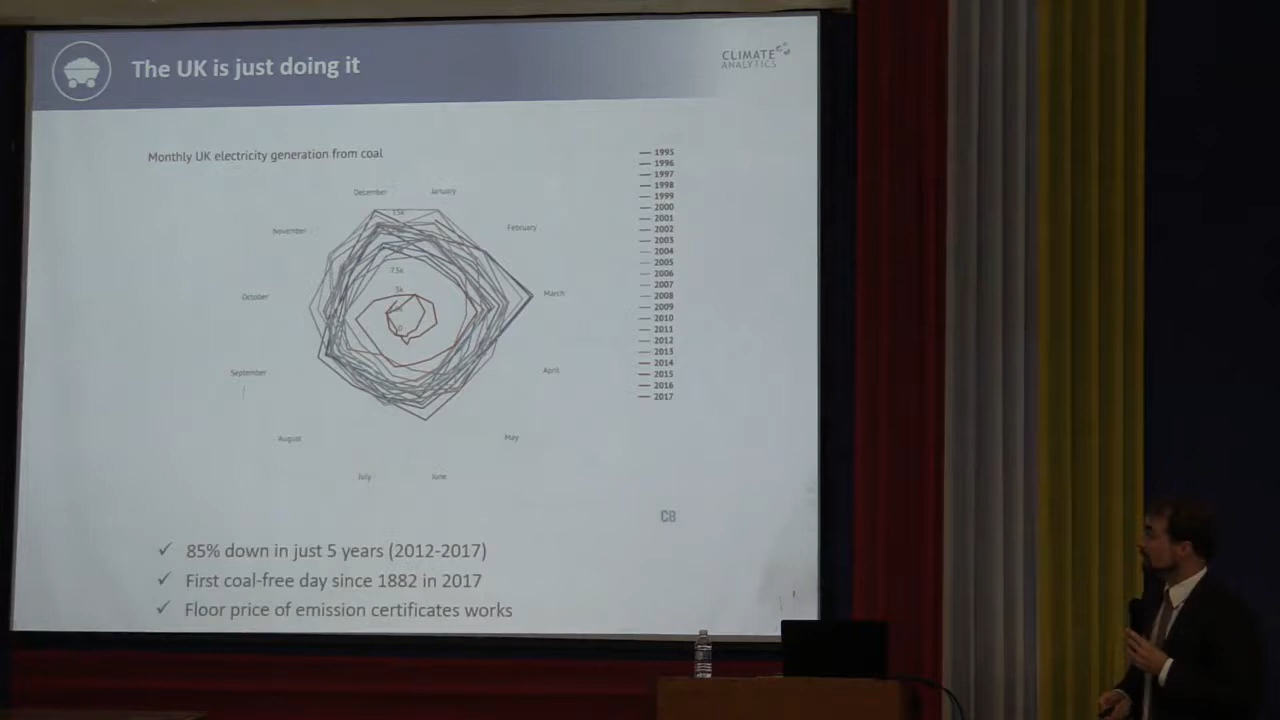 The UK is just doing it
CLIMATE
ANALYTICS
Monthly UK electricity generation from coal
December
January
November
February
7.5k
October
March
September
April
August
May
July
June
0
1995
1996
1997
1998
1999
2000
2001
2002
2003
2004
2005
2006
2007
2008
2009
2010
2011
2012
2013
2014
2015
2016
2017
CB
✓ 85% down in just 5 years (2012-2017)
✓ First coal-free day since 1882 in 2017
✓ Floor price of emission certificates works